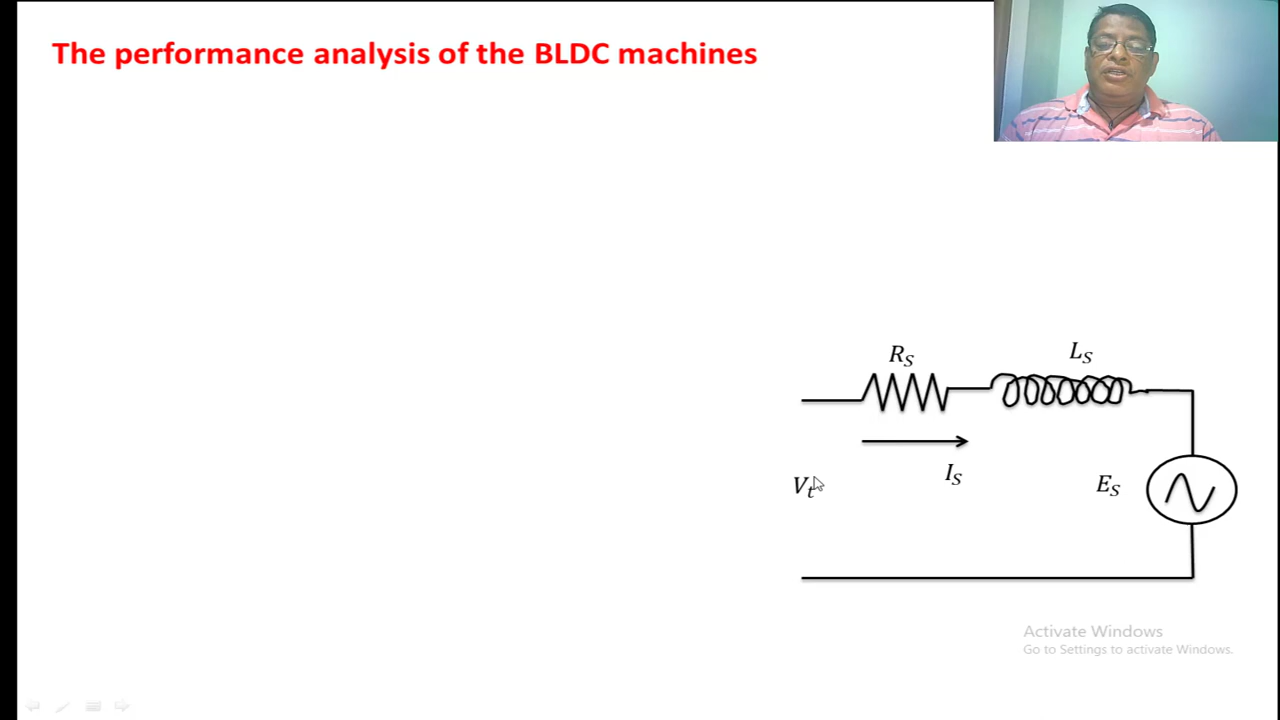 The performance analysis of the BLDC machines
R_S
L_S
I_S
V_t
E_S
Activate Windows
Go to Settings to activate Windows.